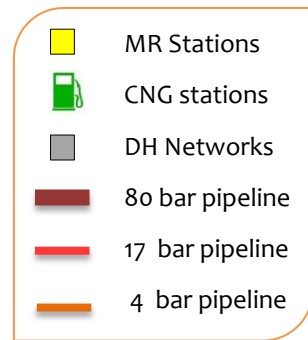 MR Stations
CNG stations
DH Networks
80 bar pipeline
17 bar pipeline
4 bar pipeline